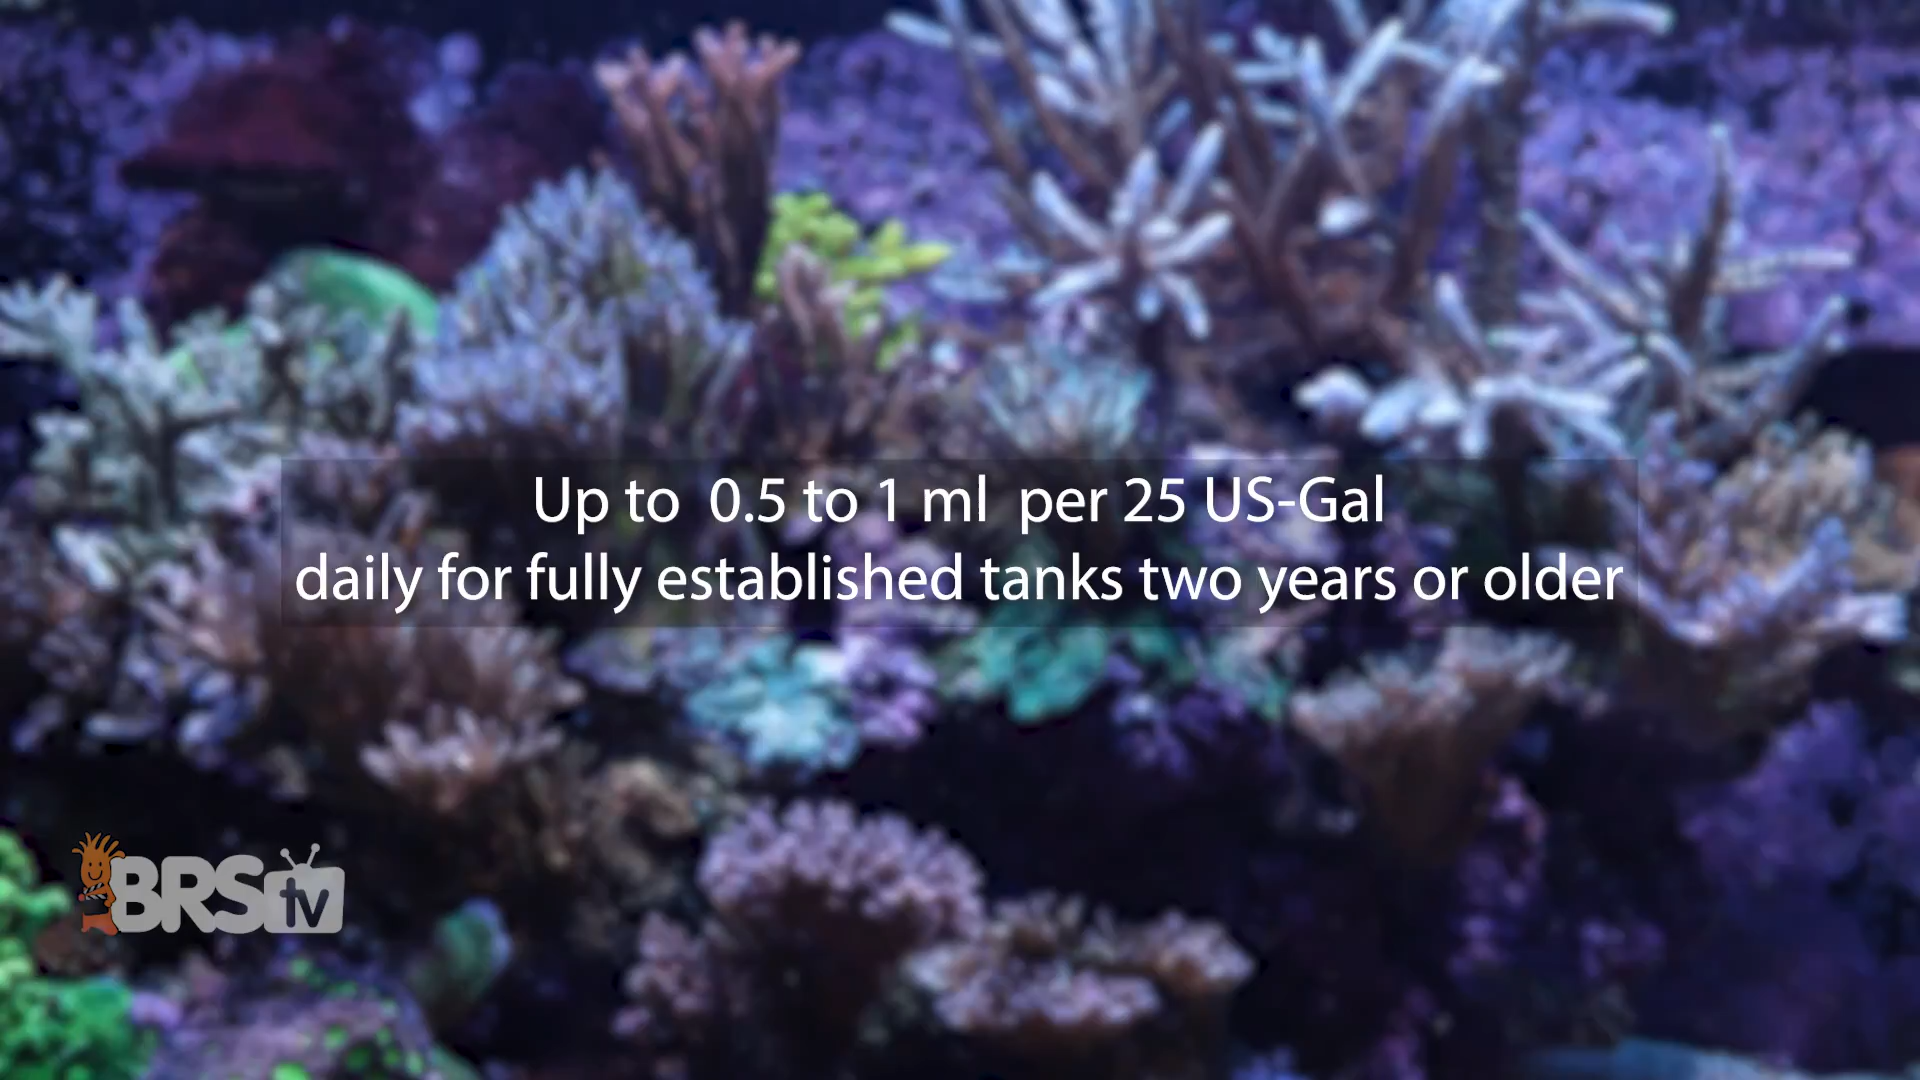 Up to 0.5 to 1 ml per 25 US-Gal
daily for fully established tanks two years or older
BRS tv